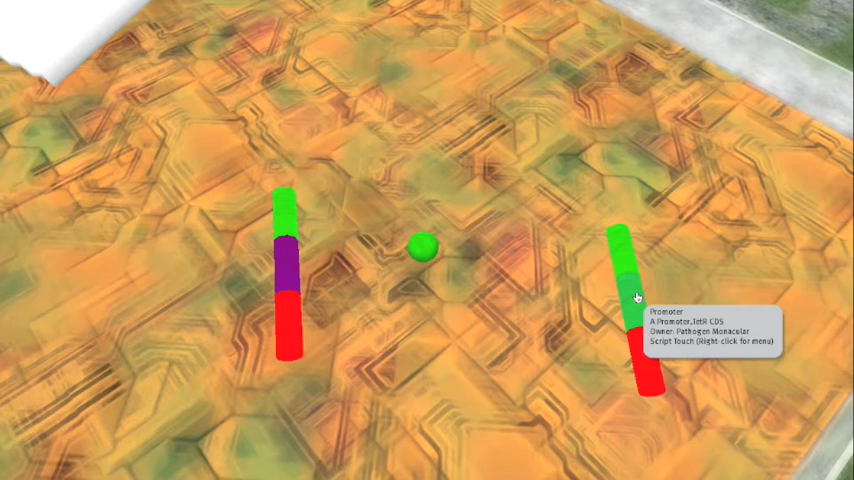 Promoter
A Promoter,TetR CDS
Owner: Pathogen Monacular
Script Touch (Right-click for menu)